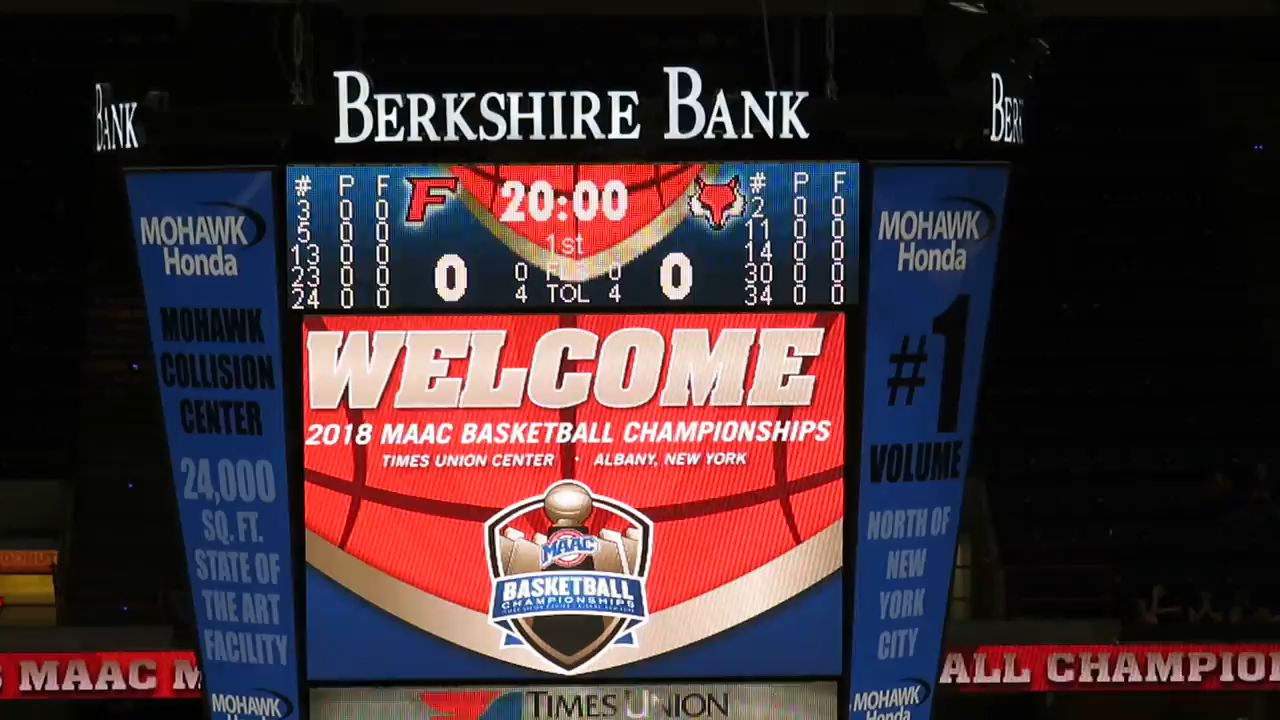 BERKSHIRE BANK
BANK
MOHAWK
Honda
MOHAWK
COLLISION
CENTER
24,000
SQ. FT.
STATE OF
THE ART
FACILITY
MOHAWK
# P F
3 0 0
5 0 0
13 0 0
23 0 0
24 0 0
F
20:00
1st
0 0
0 0
4 TOL 4
# P F
2 0 0
11 0 0
14 0 0
30 0 0
34 0 0
WELCOME
2018 MAAC BASKETBALL CHAMPIONSHIPS
TIMES UNION CENTER · ALBANY, NEW YORK
MAAC
BASKETBALL
CHAMPIONSHIPS
TIMES UNION
MOHAWK
Honda
#1
VOLUME
NORTH OF
NEW
YORK
CITY
MOHAWK
Honda
MAAC
ALL CHAMPIO